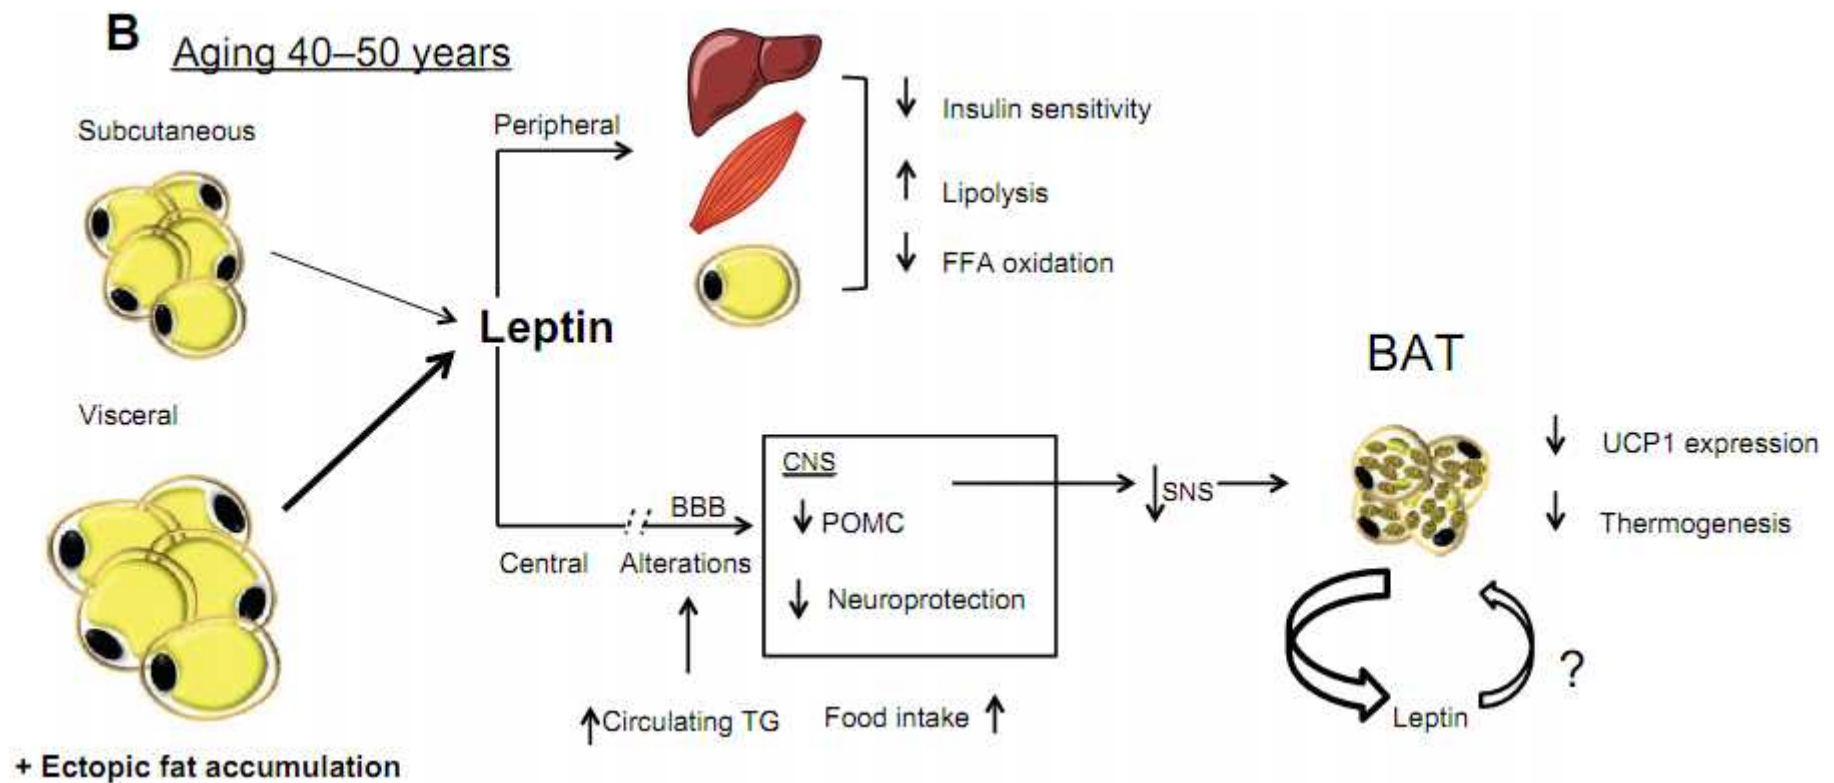 B
Aging 40–50 years
Subcutaneous
Peripheral
Insulin sensitivity
Lipolysis
FFA oxidation
Leptin
Visceral
BAT
CNS
BBB
POMC
SNS
UCP1 expression
Thermogenesis
Central
Alterations
Neuroprotection
Circulating TG
Food intake
Leptin
?
+ Ectopic fat accumulation